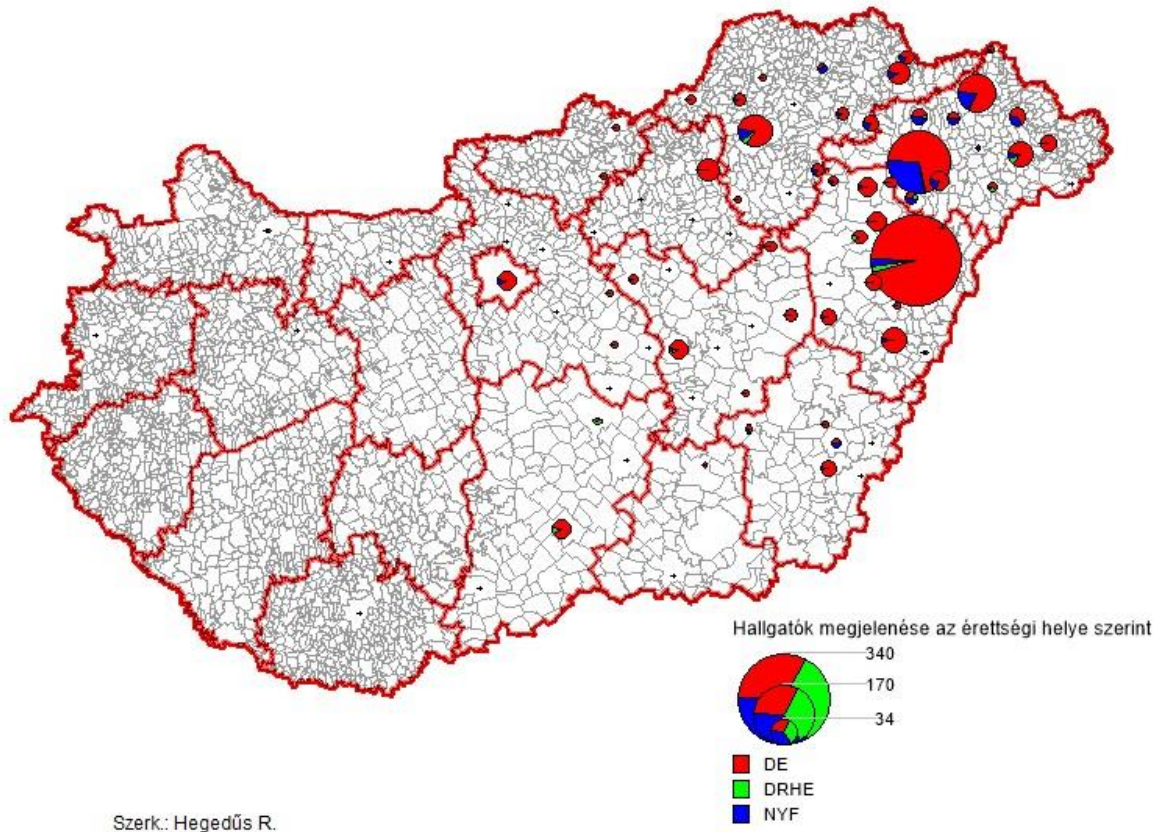 Hallgatók megjelenése az érettségi helye szerint
340
170
34
DE
DRHE
NYF
Szerk.: Hegedűs R.